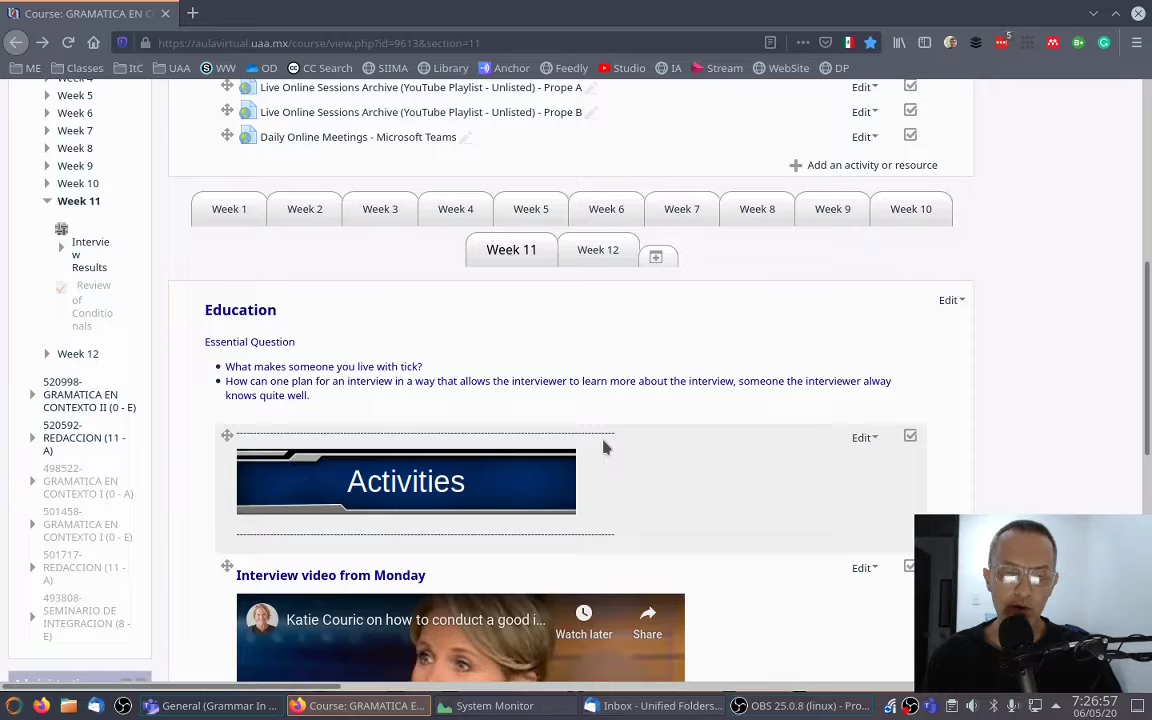 Course: GRAMATICA EN C
https://aulavirtual.uaa.mx/course/view.php?id=9613&section=11
5
ME
Classes
ItC
UAA
WW
OD
CC Search
SIIMA
Library
Anchor
Feedly
Studio
IA
Stream
WebSite
DP
Week 5
Week 6
Week 7
Week 8
Week 9
Week 10
Week 11
Intervie
w
Results
Review
of
Conditio
nals
Week 12
520998-
GRAMATICA EN
CONTEXTO II (0 - E)
520592-
REDACCION (11 -
A)
498522-
GRAMATICA EN
CONTEXTO I (0 - A)
501458-
GRAMATICA EN
CONTEXTO I (0 - E)
501717-
REDACCION (11 -
A)
493808-
SEMINARIO DE
INTEGRACION (8 -
E)
Live Online Sessions Archive (YouTube Playlist - Unlisted) - Prope A
Edit
Live Online Sessions Archive (YouTube Playlist - Unlisted) - Prope B
Edit
Daily Online Meetings - Microsoft Teams
Edit
Add an activity or resource
Week 1
Week 2
Week 3
Week 4
Week 5
Week 6
Week 7
Week 8
Week 9
Week 10
Week 11
Week 12
Education
Edit
Essential Question
What makes someone you live with tick?
How can one plan for an interview in a way that allows the interviewer to learn more about the interview, someone the interviewer alway
knows quite well.
Edit
Activities
Interview video from Monday
Edit
Katie Couric on how to conduct a good i...
Watch later
Share
General (Grammar In ...
Course: GRAMATICA E...
System Monitor
Inbox - Unified Folders...
OBS 25.0.8 (linux) - Pro...
7:26:57
06/05/20